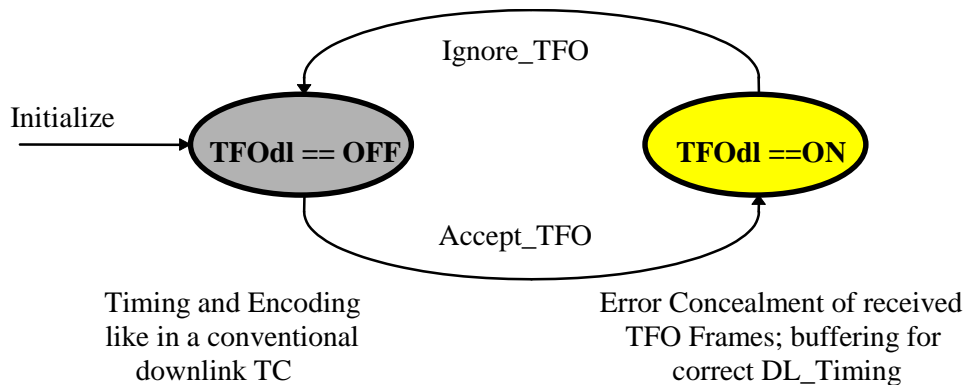 Ignore_TFO
Initialize
TFOdl == OFF
TFOdl ==ON
Accept_TFO
Timing and Encoding
like in a conventional
downlink TC
Error Concealment of received
TFO Frames; buffering for
correct DL_Timing